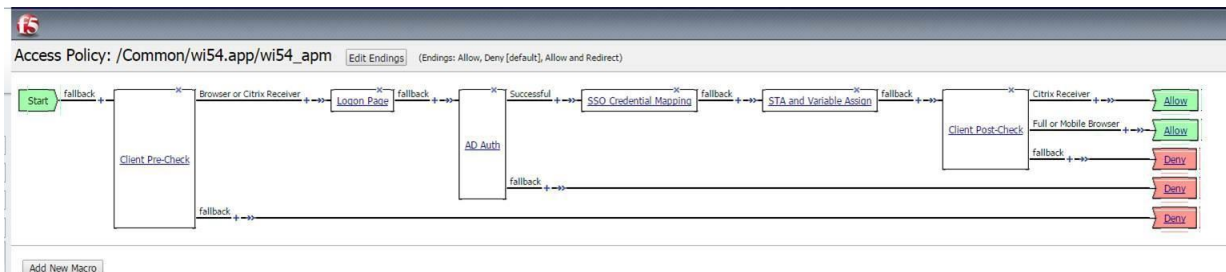 f5
Access Policy: /Common/wi54.app/wi54_apm Edit Endings (Endings: Allow, Deny [default], Allow and Redirect)
Start fallback + Client Pre-Check Browser or Citrix Receiver + Logon Page fallback + AD Auth Successful + SSO Credential Mapping fallback + STA and Variable Assign fallback + Client Post-Check Citrix Receiver + Allow
Full or Mobile Browser + Allow
fallback + Deny
fallback + Deny
fallback + Deny
Add New Macro